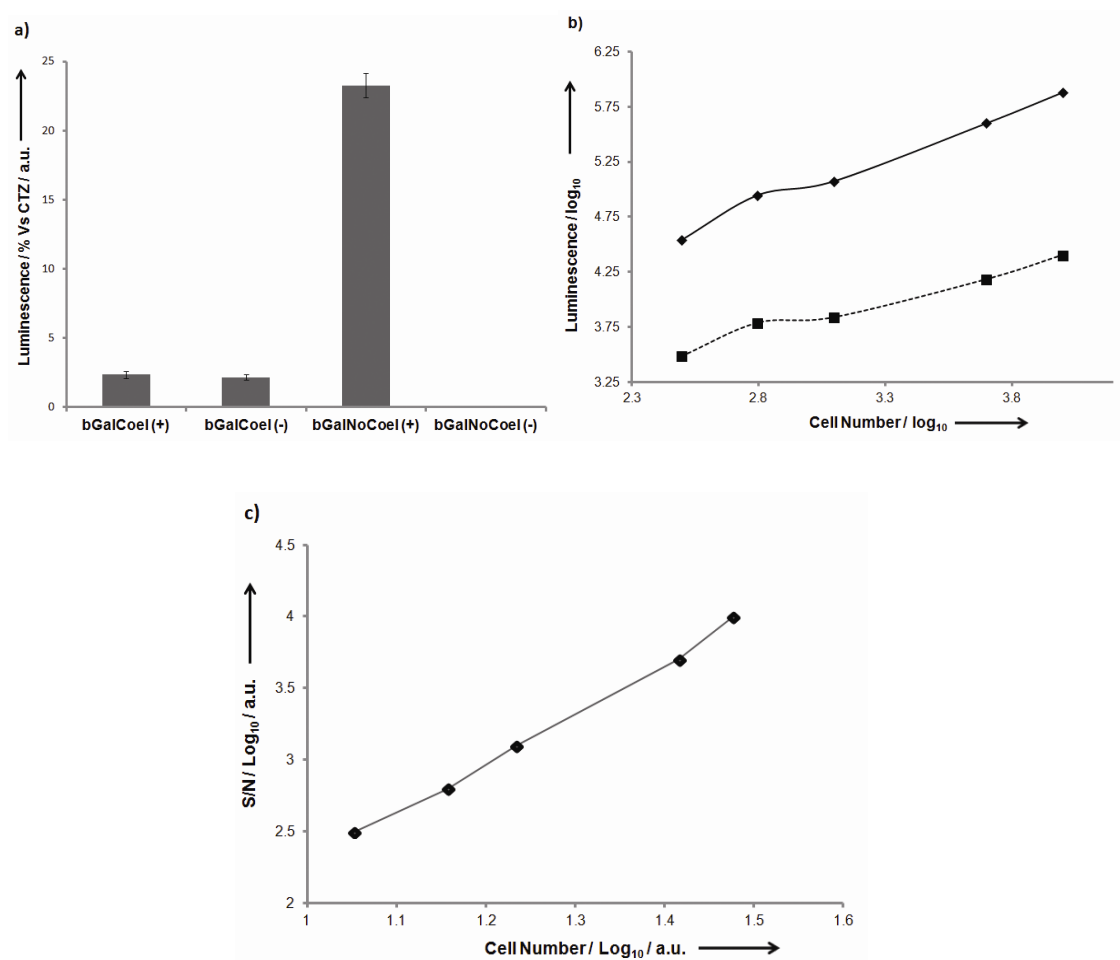 a)
Luminescence / % Vs CTZ / a.u.
25
20
15
10
5
0
bGalCoel (+) bGalCoel (-) bGalNoCoel (+) bGalNoCoel (-)
b)
Luminescence / log10
6.25
5.75
5.25
4.75
4.25
3.75
3.25
2.3 2.8 3.3 3.8
Cell Number / log10
c)
S/N / Log10 / a.u.
4.5
4
3.5
3
2.5
2
1 1.1 1.2 1.3 1.4 1.5 1.6
Cell Number / Log10 / a.u.